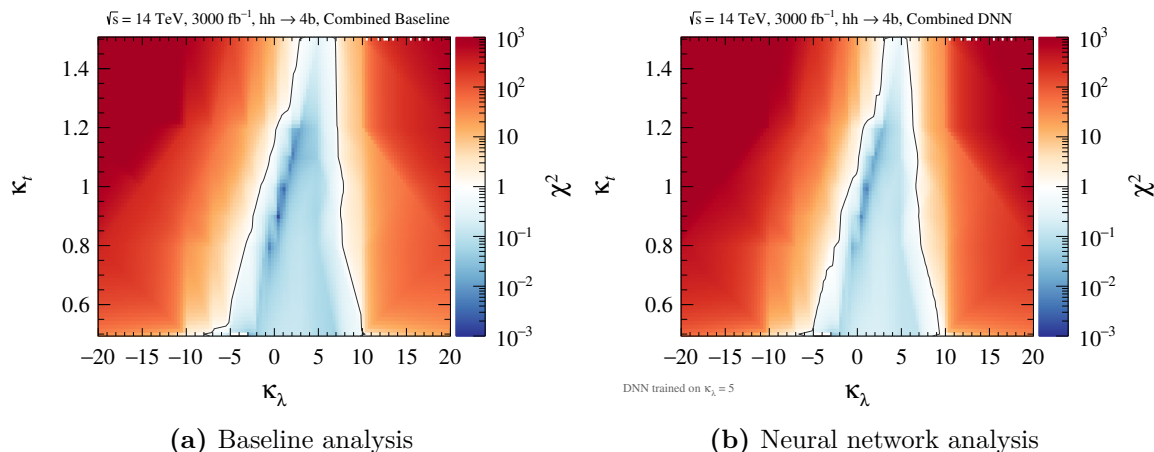 √s = 14 TeV, 3000 fb⁻¹, hh → 4b, Combined Baseline
1.4
1.2
1
0.8
0.6
κₜ
−20 −15 −10 −5 0 5 10 15 20
κ_λ
10³
10²
10
1
10⁻¹
10⁻²
10⁻³
χ²
(a) Baseline analysis
√s = 14 TeV, 3000 fb⁻¹, hh → 4b, Combined DNN
1.4
1.2
1
0.8
0.6
κₜ
−20 −15 −10 −5 0 5 10 15 20
κ_λ
10³
10²
10
1
10⁻¹
10⁻²
10⁻³
χ²
DNN trained on κ_λ = 5
(b) Neural network analysis